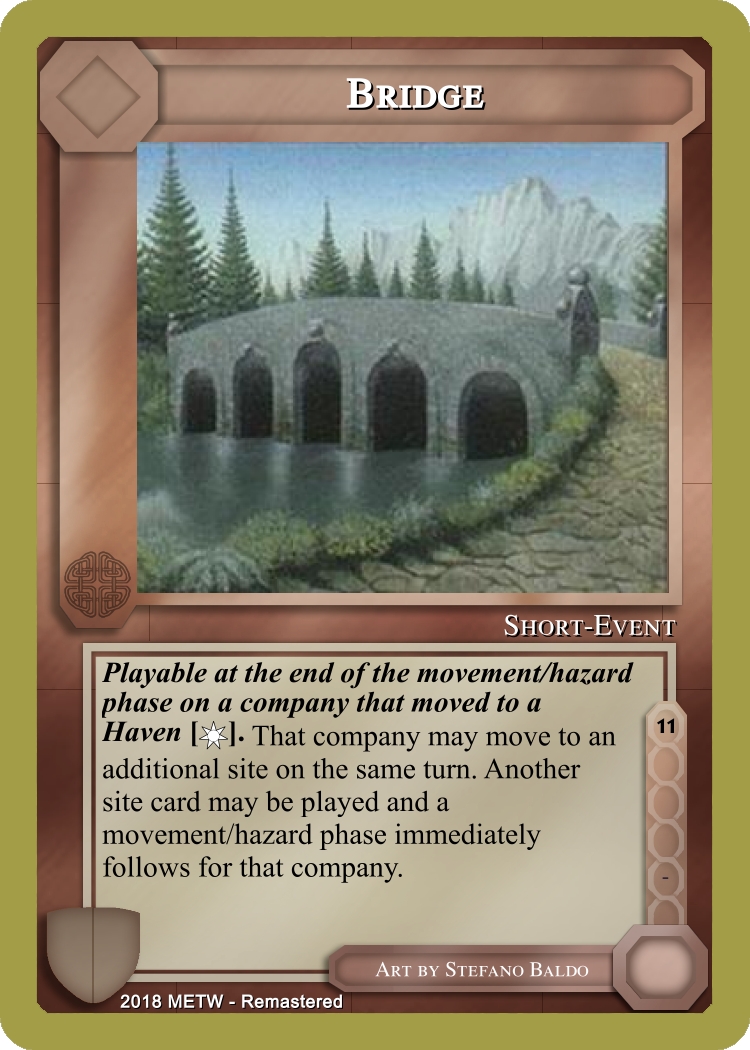 Bridge
Short-Event
Playable at the end of the movement/hazard
phase on a company that moved to a
Haven [☼]. That company may move to an
additional site on the same turn. Another
site card may be played and a
movement/hazard phase immediately
follows for that company.
11
-
Art by Stefano Baldo
2018 METW - Remastered